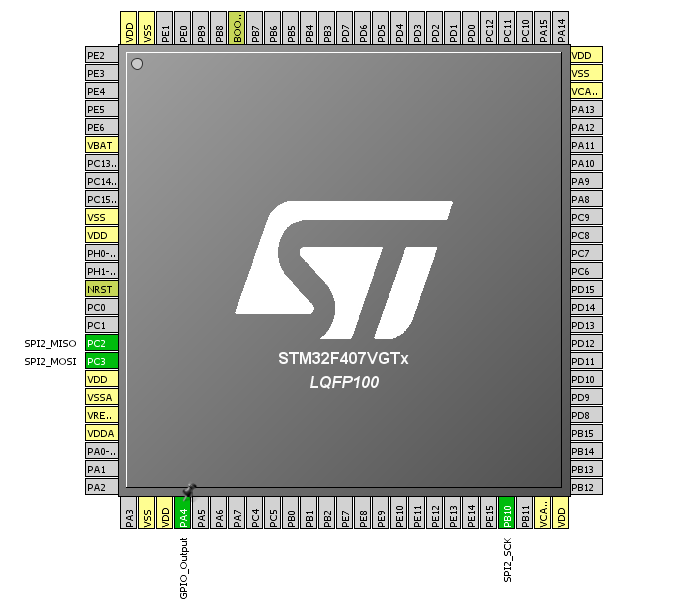 VDD
VSS
PE1
PE0
PB9
PB8
BOO..
PB7
PB6
PB5
PB4
PB3
PD7
PD6
PD5
PD4
PD3
PD2
PD1
PD0
PC12
PC11
PC10
PA15
PA14
PE2
PE3
PE4
PE5
PE6
VBAT
PC13..
PC14..
PC15..
VSS
VDD
PH0-..
PH1-..
NRST
PC0
PC1
SPI2_MISO PC2
SPI2_MOSI PC3
VDD
VSSA
VRE..
VDDA
PA0-..
PA1
PA2
ST
STM32F407VGTx
LQFP100
VDD
VSS
VCA..
PA13
PA12
PA11
PA10
PA9
PA8
PC9
PC8
PC7
PC6
PD15
PD14
PD13
PD12
PD11
PD10
PD9
PD8
PB15
PB14
PB13
PB12
PA3
VSS
VDD
PA4
PA5
PA6
PA7
PC4
PC5
PB0
PB1
PB2
PE7
PE8
PE9
PE10
PE11
PE12
PE13
PE14
PE15
PB10
PB11
VCA..
VDD
GPIO_Output
SPI2_SCK